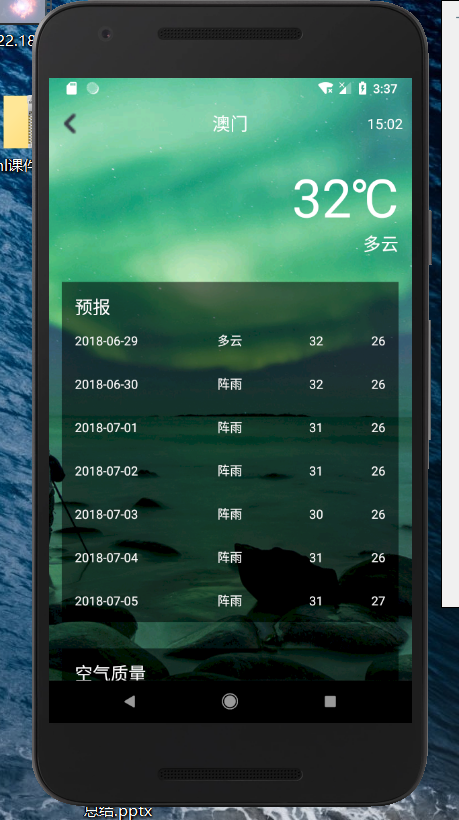 22.18
ml课件
3:37
澳门
15:02
32℃
多云
预报
2018-06-29 多云 32 26
2018-06-30 阵雨 32 26
2018-07-01 阵雨 31 26
2018-07-02 阵雨 31 26
2018-07-03 阵雨 30 26
2018-07-04 阵雨 31 26
2018-07-05 阵雨 31 27
空气质量
总结.pptx